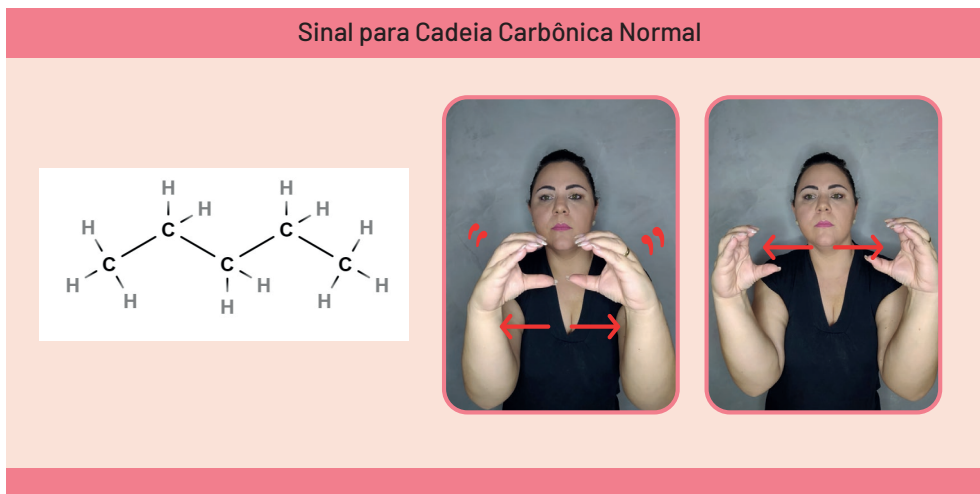 Sinal para Cadeia Carbônica Normal
H H
H H H H
C C
C C C
H H H H
H H H